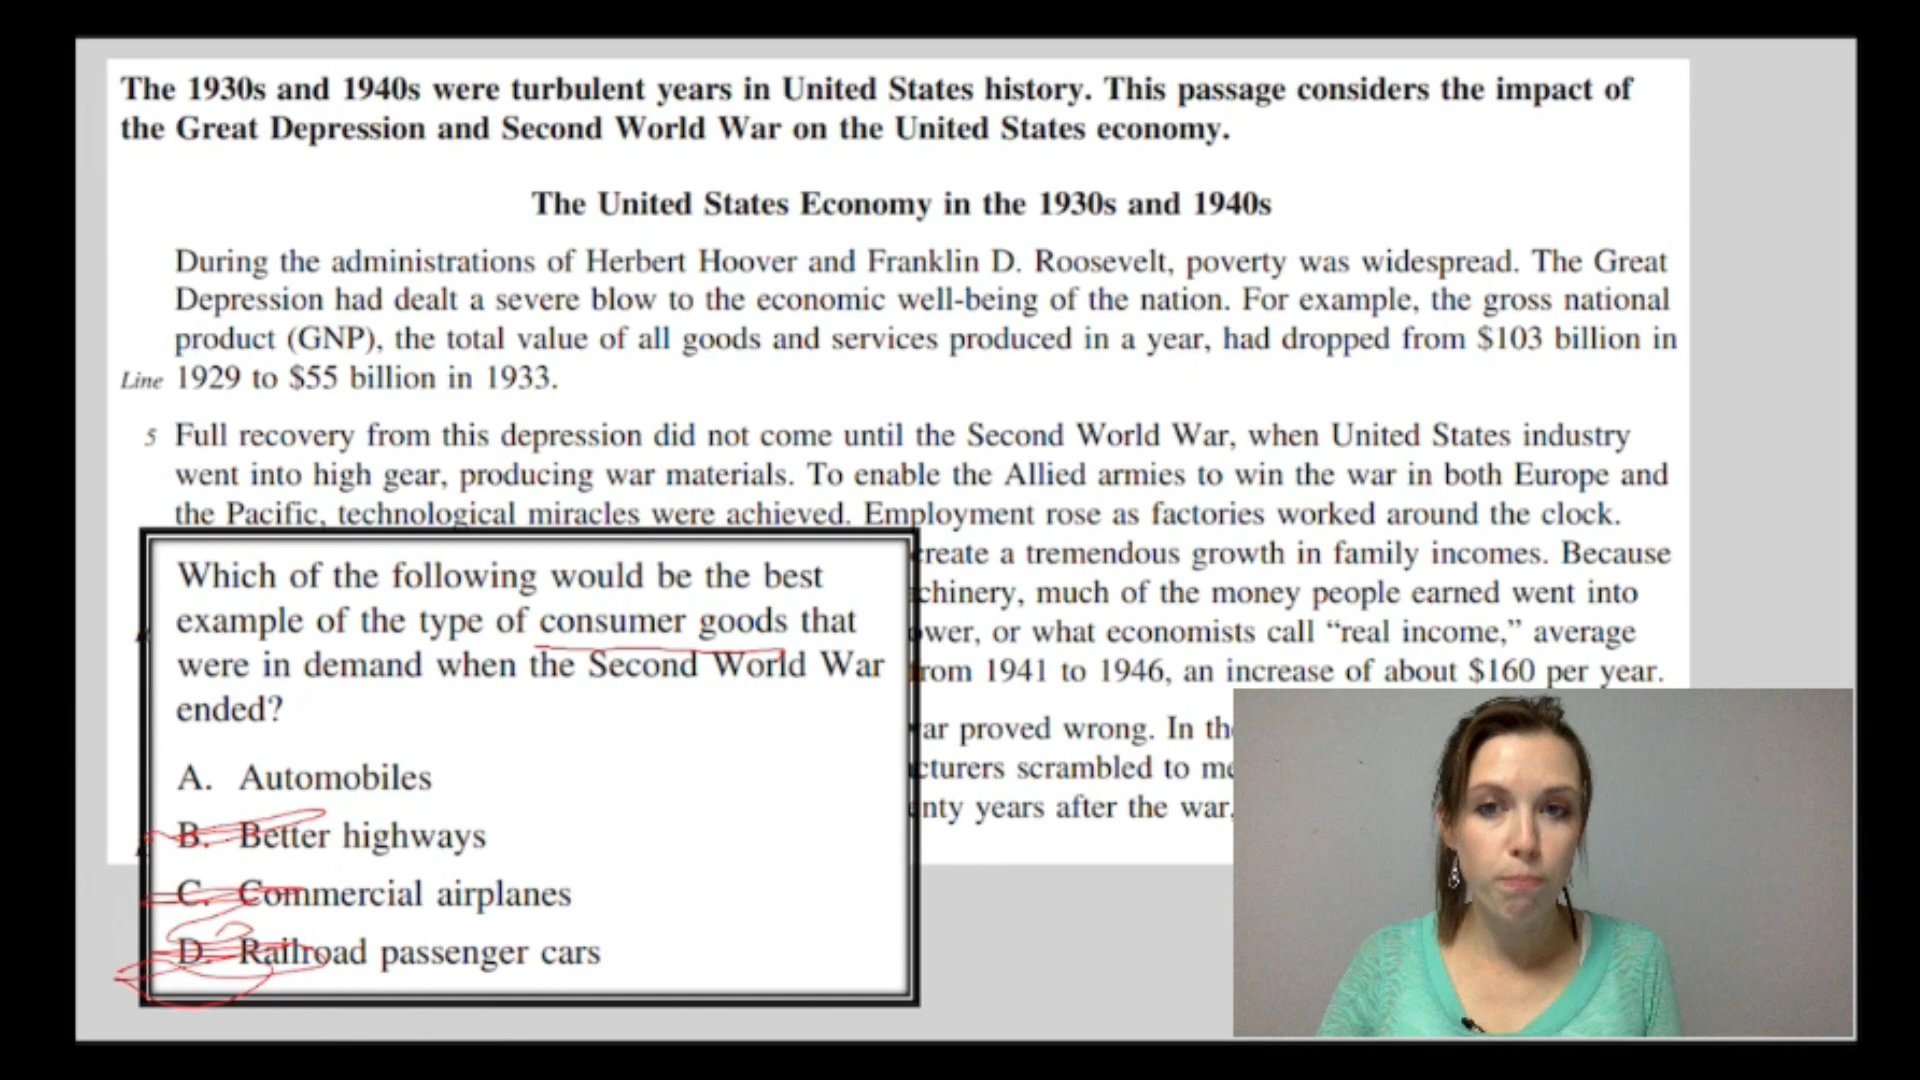 The 1930s and 1940s were turbulent years in United States history. This passage considers the impact of
the Great Depression and Second World War on the United States economy.
The United States Economy in the 1930s and 1940s
During the administrations of Herbert Hoover and Franklin D. Roosevelt, poverty was widespread. The Great
Depression had dealt a severe blow to the economic well-being of the nation. For example, the gross national
product (GNP), the total value of all goods and services produced in a year, had dropped from $103 billion in
Line 1929 to $55 billion in 1933.
5 Full recovery from this depression did not come until the Second World War, when United States industry
went into high gear, producing war materials. To enable the Allied armies to win the war in both Europe and
the Pacific, technological miracles were achieved. Employment rose as factories worked around the clock.
create a tremendous growth in family incomes. Because
chinery, much of the money people earned went into
ower, or what economists call “real income,” average
from 1941 to 1946, an increase of about $160 per year.
ar proved wrong. In th
cturers scrambled to me
nty years after the war,
Which of the following would be the best
example of the type of consumer goods that
were in demand when the Second World War
ended?
A. Automobiles
B. Better highways
C. Commercial airplanes
D. Railroad passenger cars